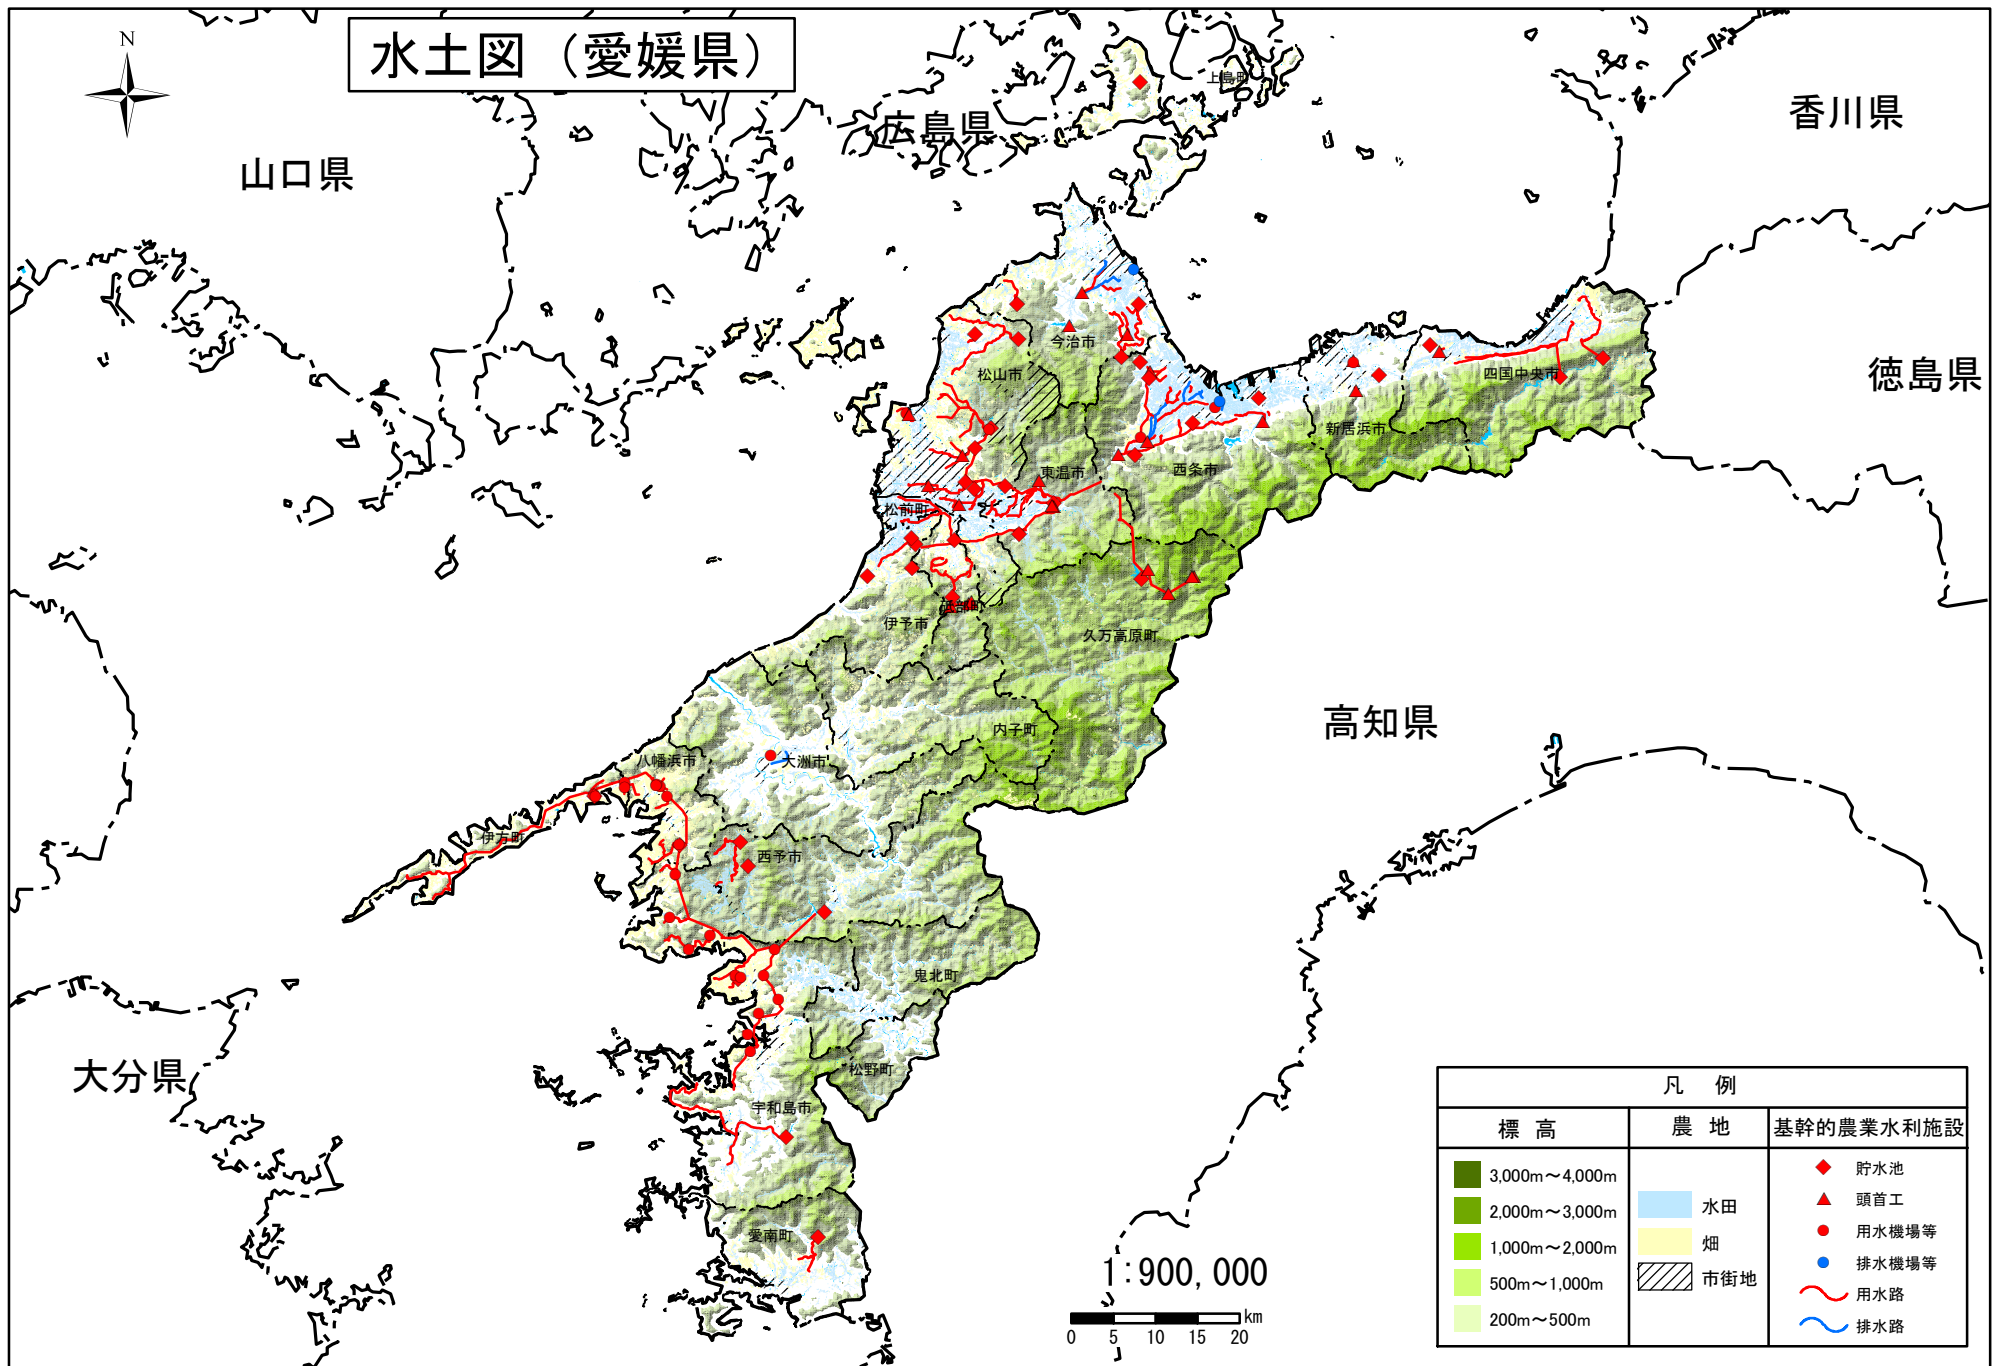 水土図（愛媛県）
N
山口県
広島県
上島町
香川県
徳島県
高知県
大分県
今治市
松山市
四国中央市
新居浜市
西条市
東温市
松前町
砥部町
伊予市
久万高原町
内子町
大洲市
八幡浜市
伊方町
西予市
鬼北町
松野町
宇和島市
愛南町
1:900,000
km
0 5 10 15 20
凡 例
標 高
農 地
基幹的農業水利施設
3,000m～4,000m
2,000m～3,000m
1,000m～2,000m
500m～1,000m
200m～500m
水田
畑
市街地
貯水池
頭首工
用水機場等
排水機場等
用水路
排水路